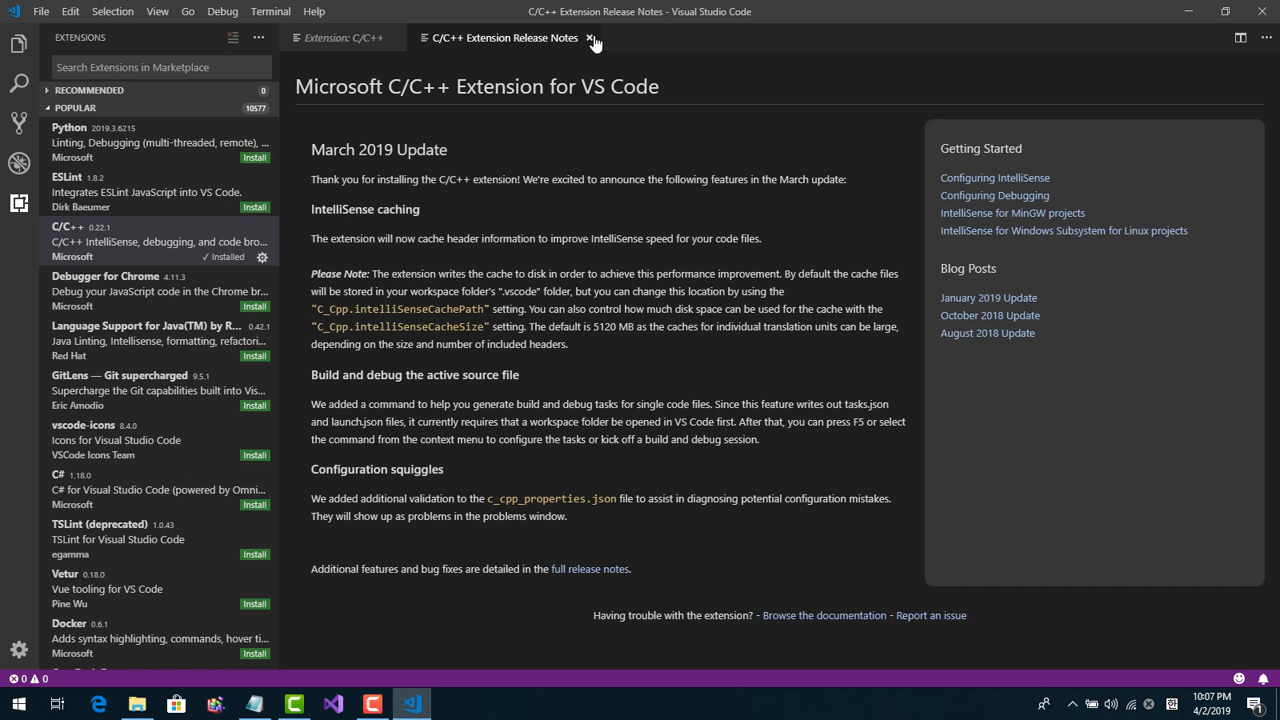 File Edit Selection View Go Debug Terminal Help
C/C++ Extension Release Notes - Visual Studio Code
EXTENSIONS
Search Extensions in Marketplace
RECOMMENDED 0
POPULAR 10577
Python 2019.3.6215
Linting, Debugging (multi-threaded, remote), ...
Microsoft Install
ESLint 1.8.2
Integrates ESLint JavaScript into VS Code.
Dirk Baeumer Install
C/C++ 0.22.1
C/C++ IntelliSense, debugging, and code bro...
Microsoft ✓ Installed
Debugger for Chrome 4.11.3
Debug your JavaScript code in the Chrome br...
Microsoft Install
Language Support for Java(TM) by R... 0.42.1
Java Linting, Intellisense, formatting, refactori...
Red Hat Install
GitLens — Git supercharged 9.5.1
Supercharge the Git capabilities built into Vis...
Eric Amodio Install
vscode-icons 8.4.0
Icons for Visual Studio Code
VSCode Icons Team Install
C# 1.18.0
C# for Visual Studio Code (powered by Omni...
Microsoft Install
TSLint (deprecated) 1.0.43
TSLint for Visual Studio Code
egamma Install
Vetur 0.18.0
Vue tooling for VS Code
Pine Wu Install
Docker 0.6.1
Adds syntax highlighting, commands, hover ti...
Microsoft Install
Extension: C/C++
C/C++ Extension Release Notes
Microsoft C/C++ Extension for VS Code
March 2019 Update
Thank you for installing the C/C++ extension! We're excited to announce the following features in the March update:
IntelliSense caching
The extension will now cache header information to improve IntelliSense speed for your code files.
Please Note: The extension writes the cache to disk in order to achieve this performance improvement. By default the cache files
will be stored in your workspace folder's ".vscode" folder, but you can change this location by using the
"C_Cpp.intelliSenseCachePath" setting. You can also control how much disk space can be used for the cache with the
"C_Cpp.intelliSenseCacheSize" setting. The default is 5120 MB as the caches for individual translation units can be large,
depending on the size and number of included headers.
Build and debug the active source file
We added a command to help you generate build and debug tasks for single code files. Since this feature writes out tasks.json
and launch.json files, it currently requires that a workspace folder be opened in VS Code first. After that, you can press F5 or select
the command from the context menu to configure the tasks or kick off a build and debug session.
Configuration squiggles
We added additional validation to the c_cpp_properties.json file to assist in diagnosing potential configuration mistakes.
They will show up as problems in the problems window.
Additional features and bug fixes are detailed in the full release notes.
Getting Started
Configuring IntelliSense
Configuring Debugging
IntelliSense for MinGW projects
IntelliSense for Windows Subsystem for Linux projects
Blog Posts
January 2019 Update
October 2018 Update
August 2018 Update
Having trouble with the extension? - Browse the documentation - Report an issue
0 0
10:07 PM
4/2/2019
1